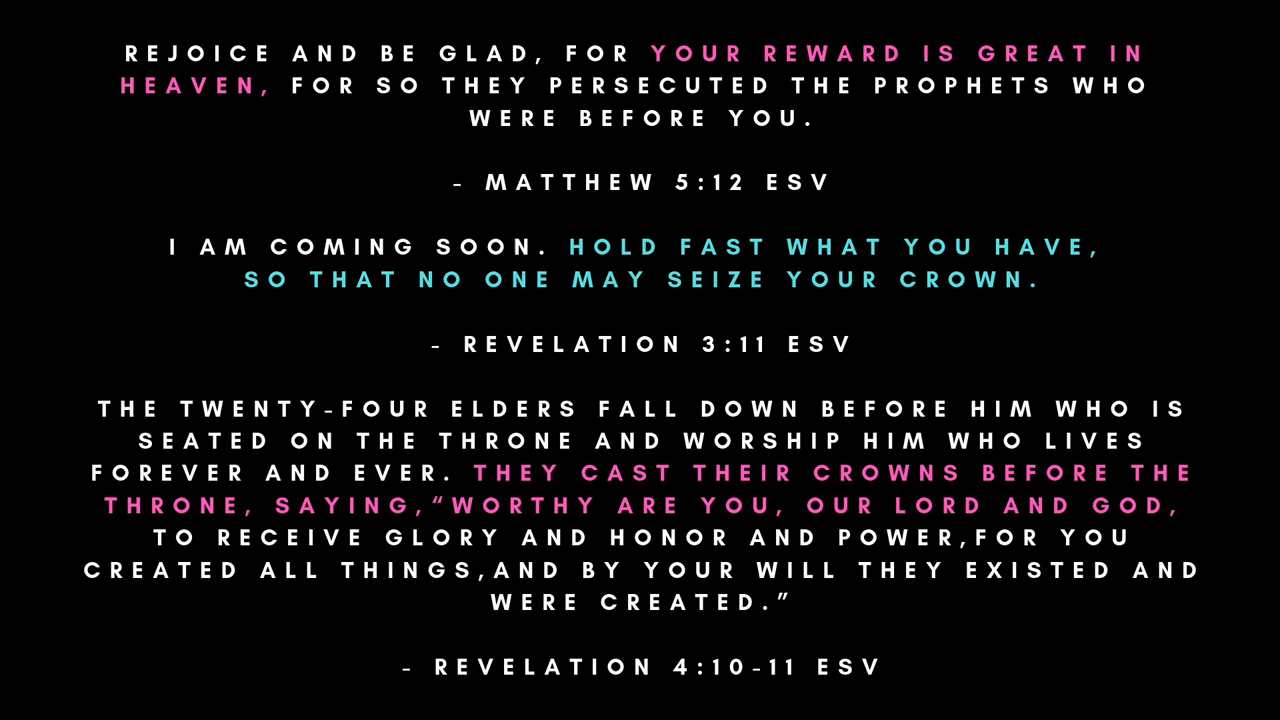 REJOICE AND BE GLAD, FOR YOUR REWARD IS GREAT IN
HEAVEN, FOR SO THEY PERSECUTED THE PROPHETS WHO
WERE BEFORE YOU.
- MATTHEW 5:12 ESV
I AM COMING SOON. HOLD FAST WHAT YOU HAVE,
SO THAT NO ONE MAY SEIZE YOUR CROWN.
- REVELATION 3:11 ESV
THE TWENTY-FOUR ELDERS FALL DOWN BEFORE HIM WHO IS
SEATED ON THE THRONE AND WORSHIP HIM WHO LIVES
FOREVER AND EVER. THEY CAST THEIR CROWNS BEFORE THE
THRONE, SAYING,“WORTHY ARE YOU, OUR LORD AND GOD,
TO RECEIVE GLORY AND HONOR AND POWER,FOR YOU
CREATED ALL THINGS,AND BY YOUR WILL THEY EXISTED AND
WERE CREATED.”
- REVELATION 4:10-11 ESV